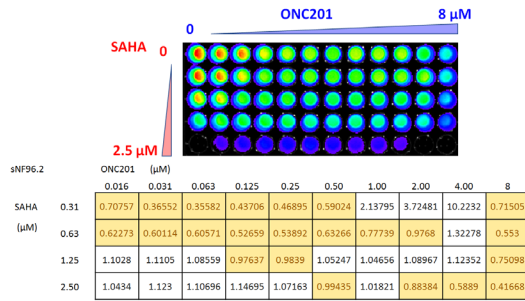 ONC201
0 8 μM
SAHA 0
2.5 μM
sNF96.2 ONC201 (μM)
0.016 0.031 0.063 0.125 0.25 0.50 1.00 2.00 4.00 8
SAHA 0.31 0.70757 0.36552 0.35582 0.43706 0.46895 0.59024 2.13795 3.72481 10.2232 0.71505
(μM) 0.63 0.62273 0.60114 0.60571 0.52659 0.53892 0.63266 0.77739 0.9768 1.32278 0.553
1.25 1.1028 1.1105 1.08559 0.97637 0.9839 1.05247 1.04656 1.08967 1.12352 0.75098
2.50 1.0434 1.123 1.10696 1.14695 1.07163 0.99435 1.01821 0.88384 0.5889 0.41668